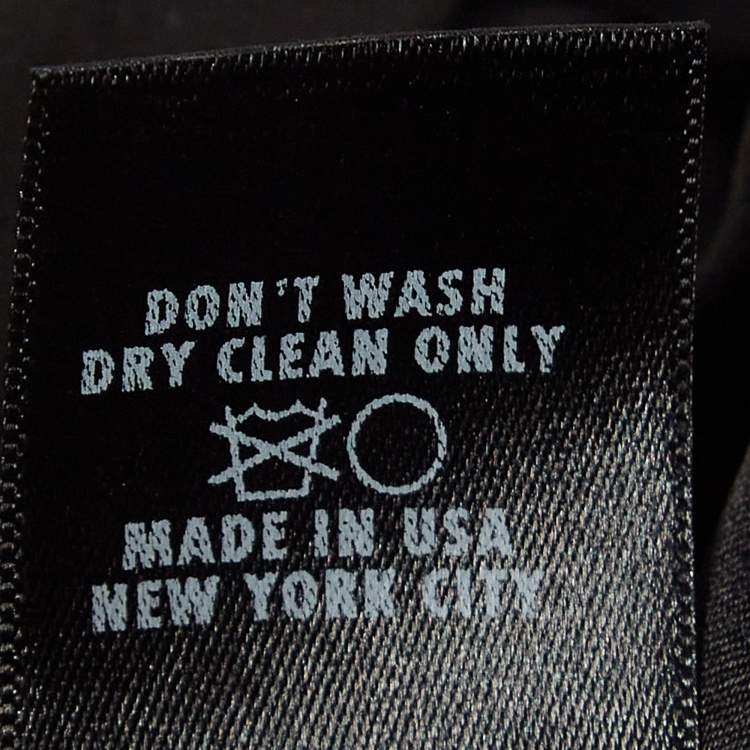 DON'T WASH
DRY CLEAN ONLY
MADE IN USA
NEW YORK CITY